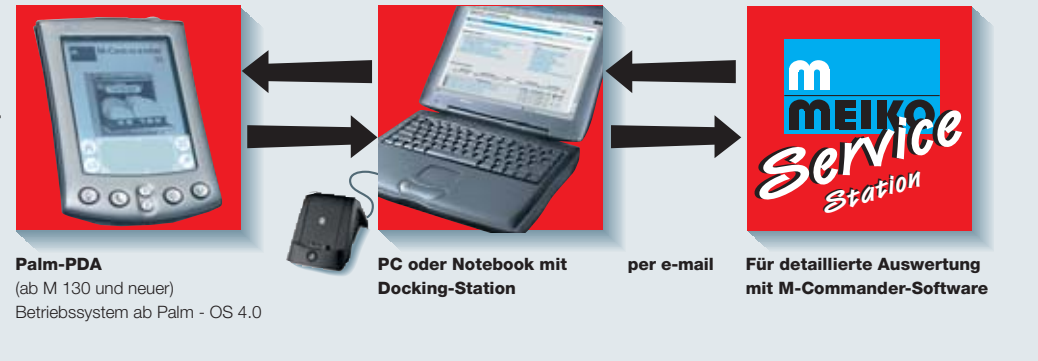 M-Commander
m
MEIKO
Service
Station
Palm-PDA
(ab M 130 und neuer)
Betriebssystem ab Palm - OS 4.0
PC oder Notebook mit
Docking-Station
per e-mail
Für detaillierte Auswertung
mit M-Commander-Software